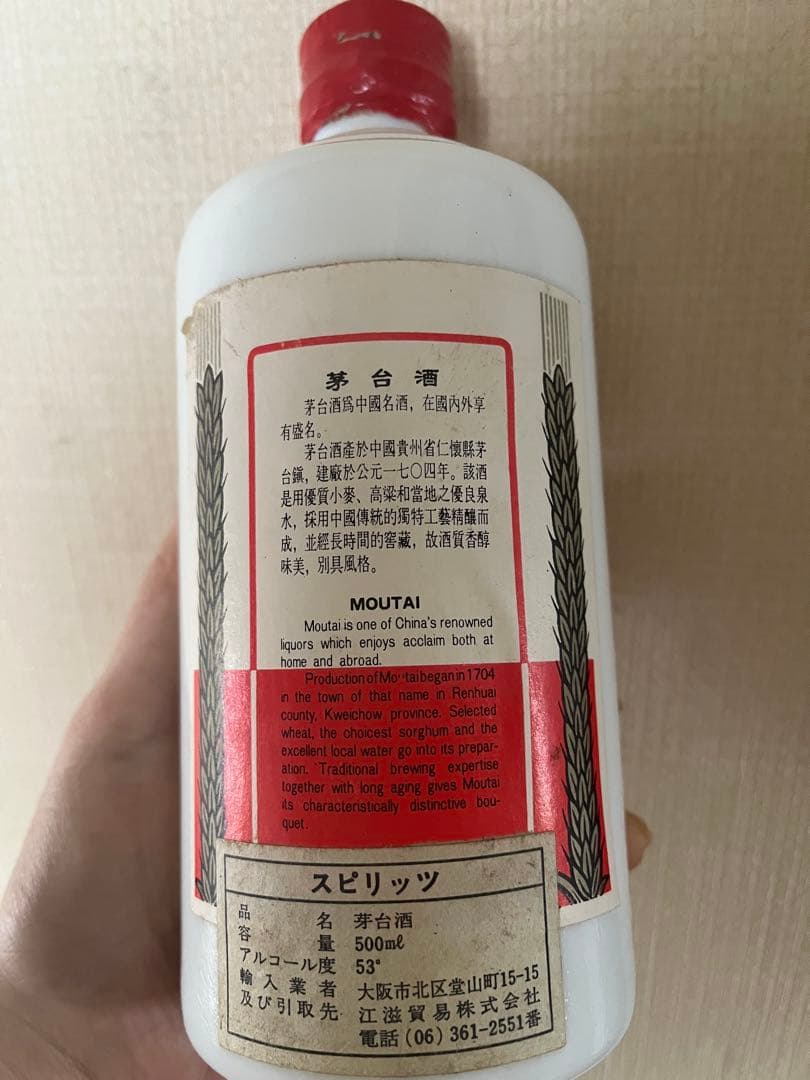 茅台酒
茅台酒爲中國名酒，在國內外享
有盛名。
茅台酒產於中國貴州省仁懷縣茅
台鎭，建廠於公元一七〇四年。該酒
是用優質小麥、高粱和當地之優良泉
水，採用中國傳統的獨特工藝精釀而
成，並經長時間的窖藏，故酒質香醇
味美，別具風格。
MOUTAI
Moutai is one of China's renowned
liquors which enjoys acclaim both at
home and abroad.
Production of Moutai began in 1704
in the town of that name in Renhuai
county, Kweichow province. Selected
wheat, the choicest sorghum and the
excellent local water go into its prepar-
ation. Traditional brewing expertise
together with long aging gives Moutai
its characteristically distinctive bou-
quet.
スピリッツ
品名 芽台酒
容量 500mℓ
アルコール度 53°
輸入業者 大阪市北区堂山町15-15
及び引取先 江滋貿易株式会社
電話(06)361-2551番